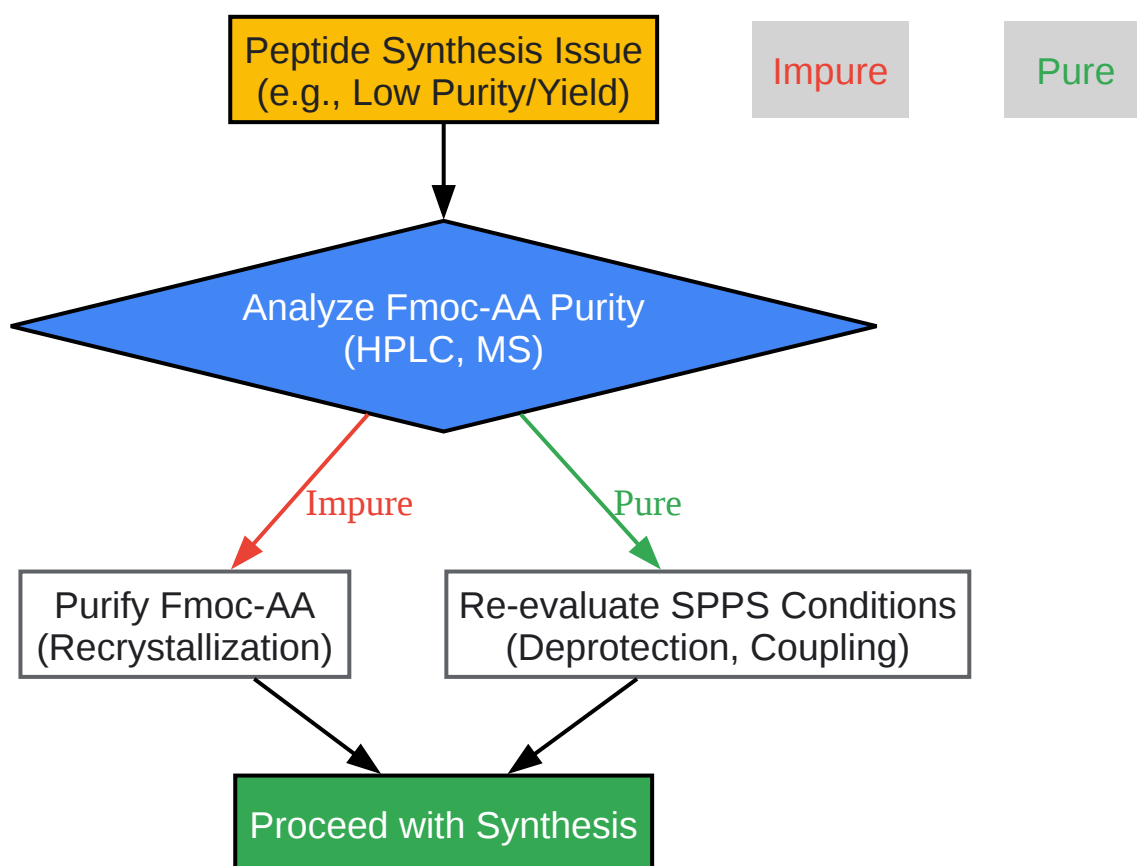 Peptide Synthesis Issue
(e.g., Low Purity/Yield)
Impure
Pure
Analyze Fmoc-AA Purity
(HPLC, MS)
Impure
Pure
Purify Fmoc-AA
(Recrystallization)
Re-evaluate SPPS Conditions
(Deprotection, Coupling)
Proceed with Synthesis